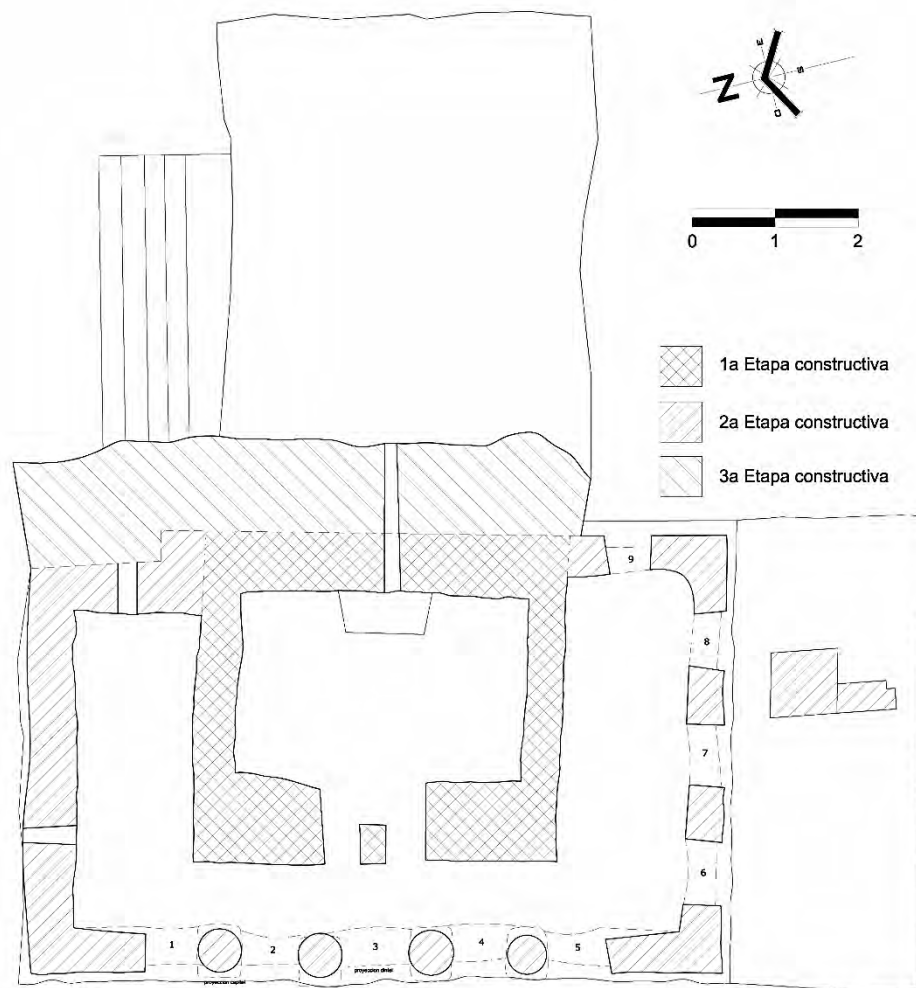 E
N
S
O
0 1 2
1a Etapa constructiva
2a Etapa constructiva
3a Etapa constructiva
9
8
7
6
1 2 3 4 5
proyeccion dintel
proyeccion capitel